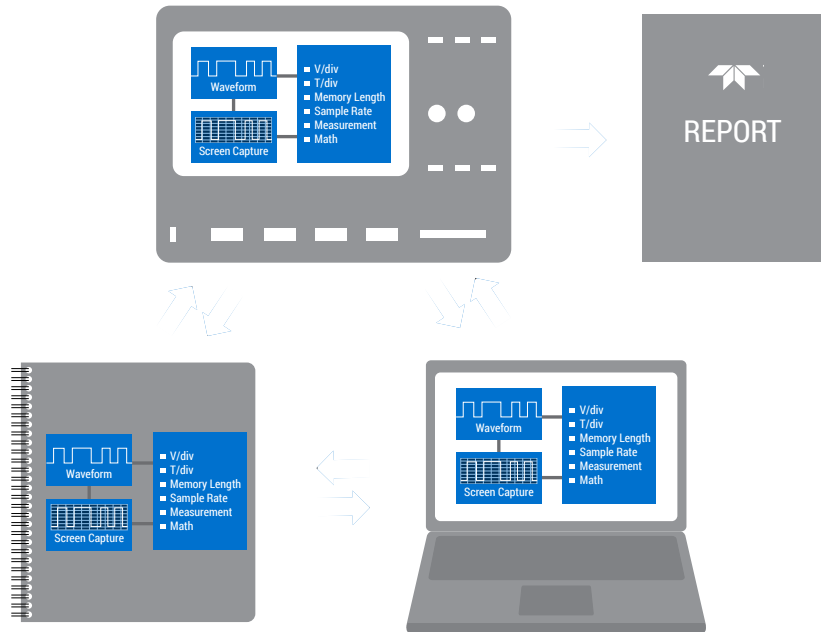 Waveform
Screen Capture
V/div
T/div
Memory Length
Sample Rate
Measurement
Math
REPORT
Waveform
Screen Capture
V/div
T/div
Memory Length
Sample Rate
Measurement
Math
Waveform
Screen Capture
V/div
T/div
Memory Length
Sample Rate
Measurement
Math